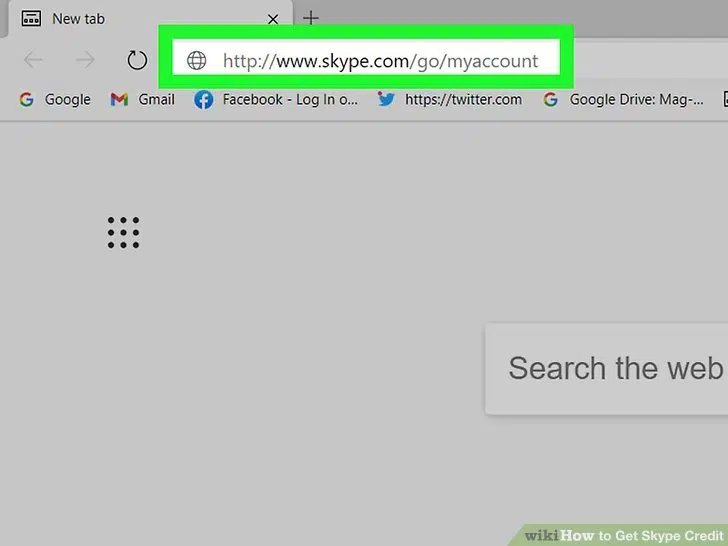 New tab
http://www.skype.com/go/myaccount
Google Gmail Facebook - Log In o... https://twitter.com Google Drive: Mag-...
Search the web
wikiHow to Get Skype Credit